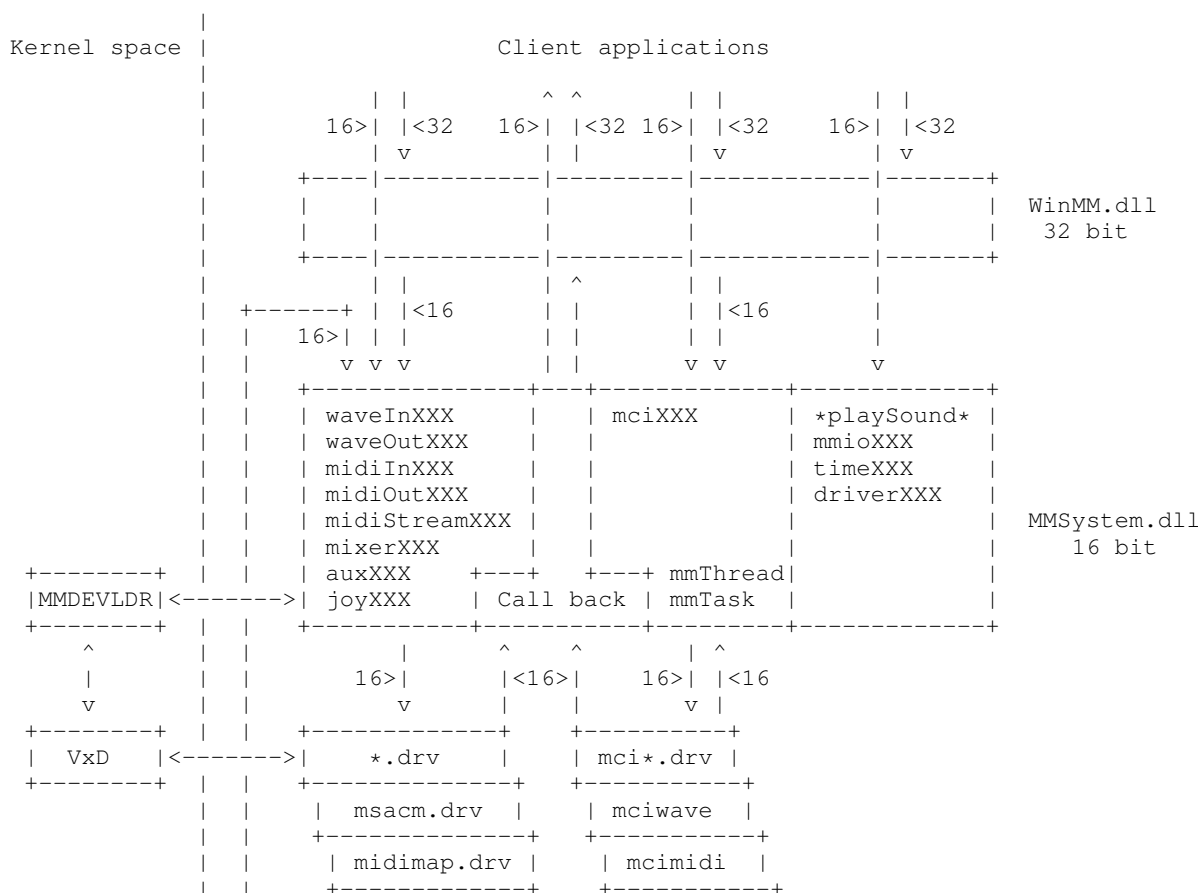 Kernel space | Client applications
16>| |<32 16>| |<32 16>| |<32 16>| |<32
WinMM.dll
32 bit
<16 <16
16>|
waveInXXX | | mciXXX | *playSound* |
waveOutXXX | | | mmioXXX |
midiInXXX | | | timeXXX |
midiOutXXX | | | driverXXX |
midiStreamXXX | MMSystem.dll
mixerXXX | 16 bit
auxXXX +---+ +---+ mmThread|
|MMDEVLDR|<------->| joyXXX | Call back | mmTask |
16>| |<16>| 16>| |<16
| VxD |<------->| *.drv | | mci*.drv |
| msacm.drv | | mciwave |
| midimap.drv | | mcimidi |